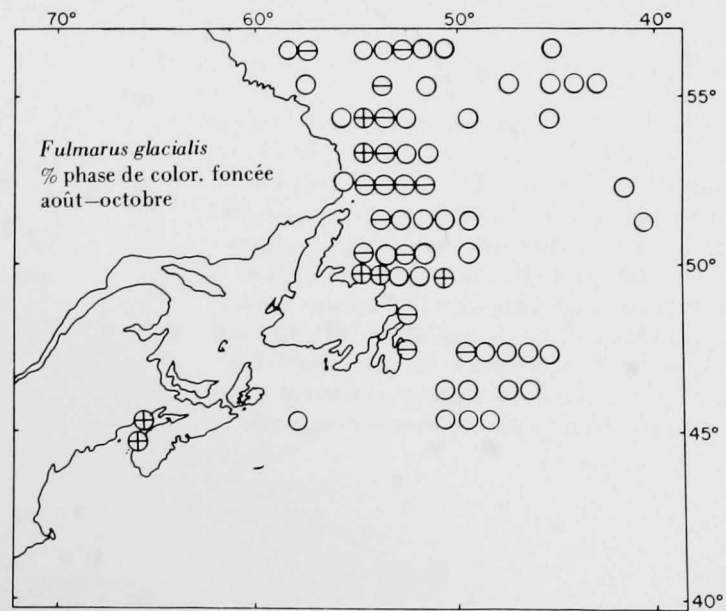 70° 60° 50° 40°
55°
Fulmarus glacialis
% phase de color. foncée
août–octobre
50°
45°
40°